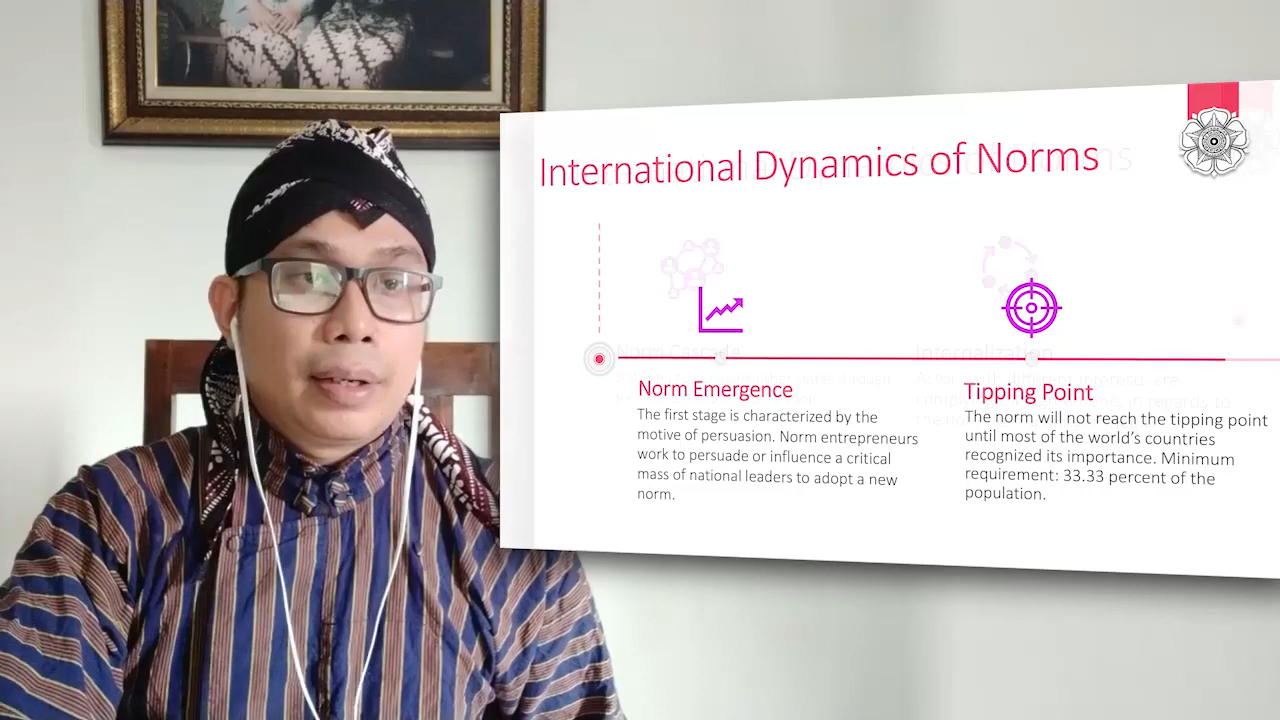 International Dynamics of Norms
Norm Cascade
Internalization
Norm Emergence
The first stage is characterized by the
motive of persuasion. Norm entrepreneurs
work to persuade or influence a critical
mass of national leaders to adopt a new
norm.
Tipping Point
The norm will not reach the tipping point
until most of the world’s countries
recognized its importance. Minimum
requirement: 33.33 percent of the
population.